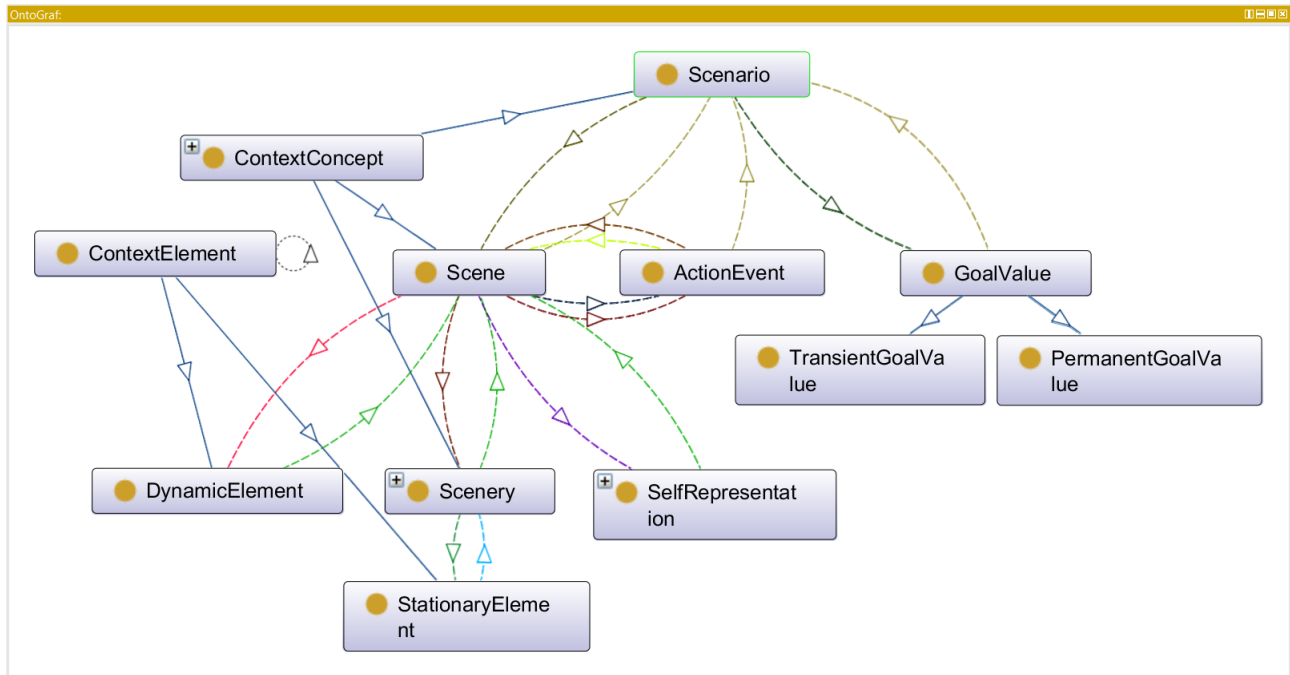 OntoGraf:
Scenario
ContextConcept
ContextElement
Scene
ActionEvent
GoalValue
TransientGoalVa
lue
PermanentGoalVa
lue
DynamicElement
Scenery
SelfRepresentat
ion
StationaryEleme
nt